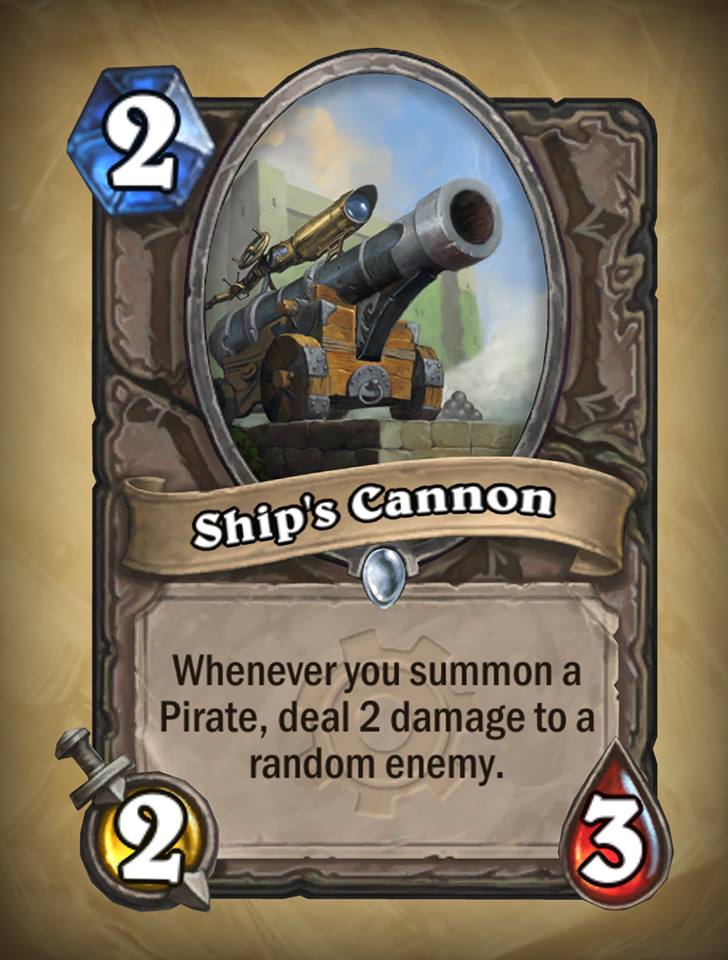 2
Ship's Cannon
Whenever you summon a
Pirate, deal 2 damage to a
random enemy.
2
3